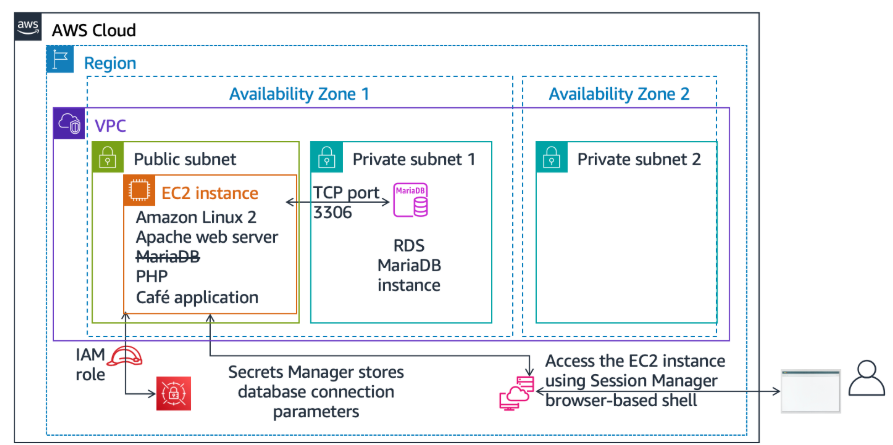 aws
AWS Cloud
Region
Availability Zone 1
Availability Zone 2
VPC
Public subnet
Private subnet 1
Private subnet 2
EC2 instance
Amazon Linux 2
Apache web server
MariaDB
PHP
Café application
TCP port
3306
MariaDB
RDS
MariaDB
instance
IAM
role
Secrets Manager stores
database connection
parameters
Access the EC2 instance
using Session Manager
browser-based shell